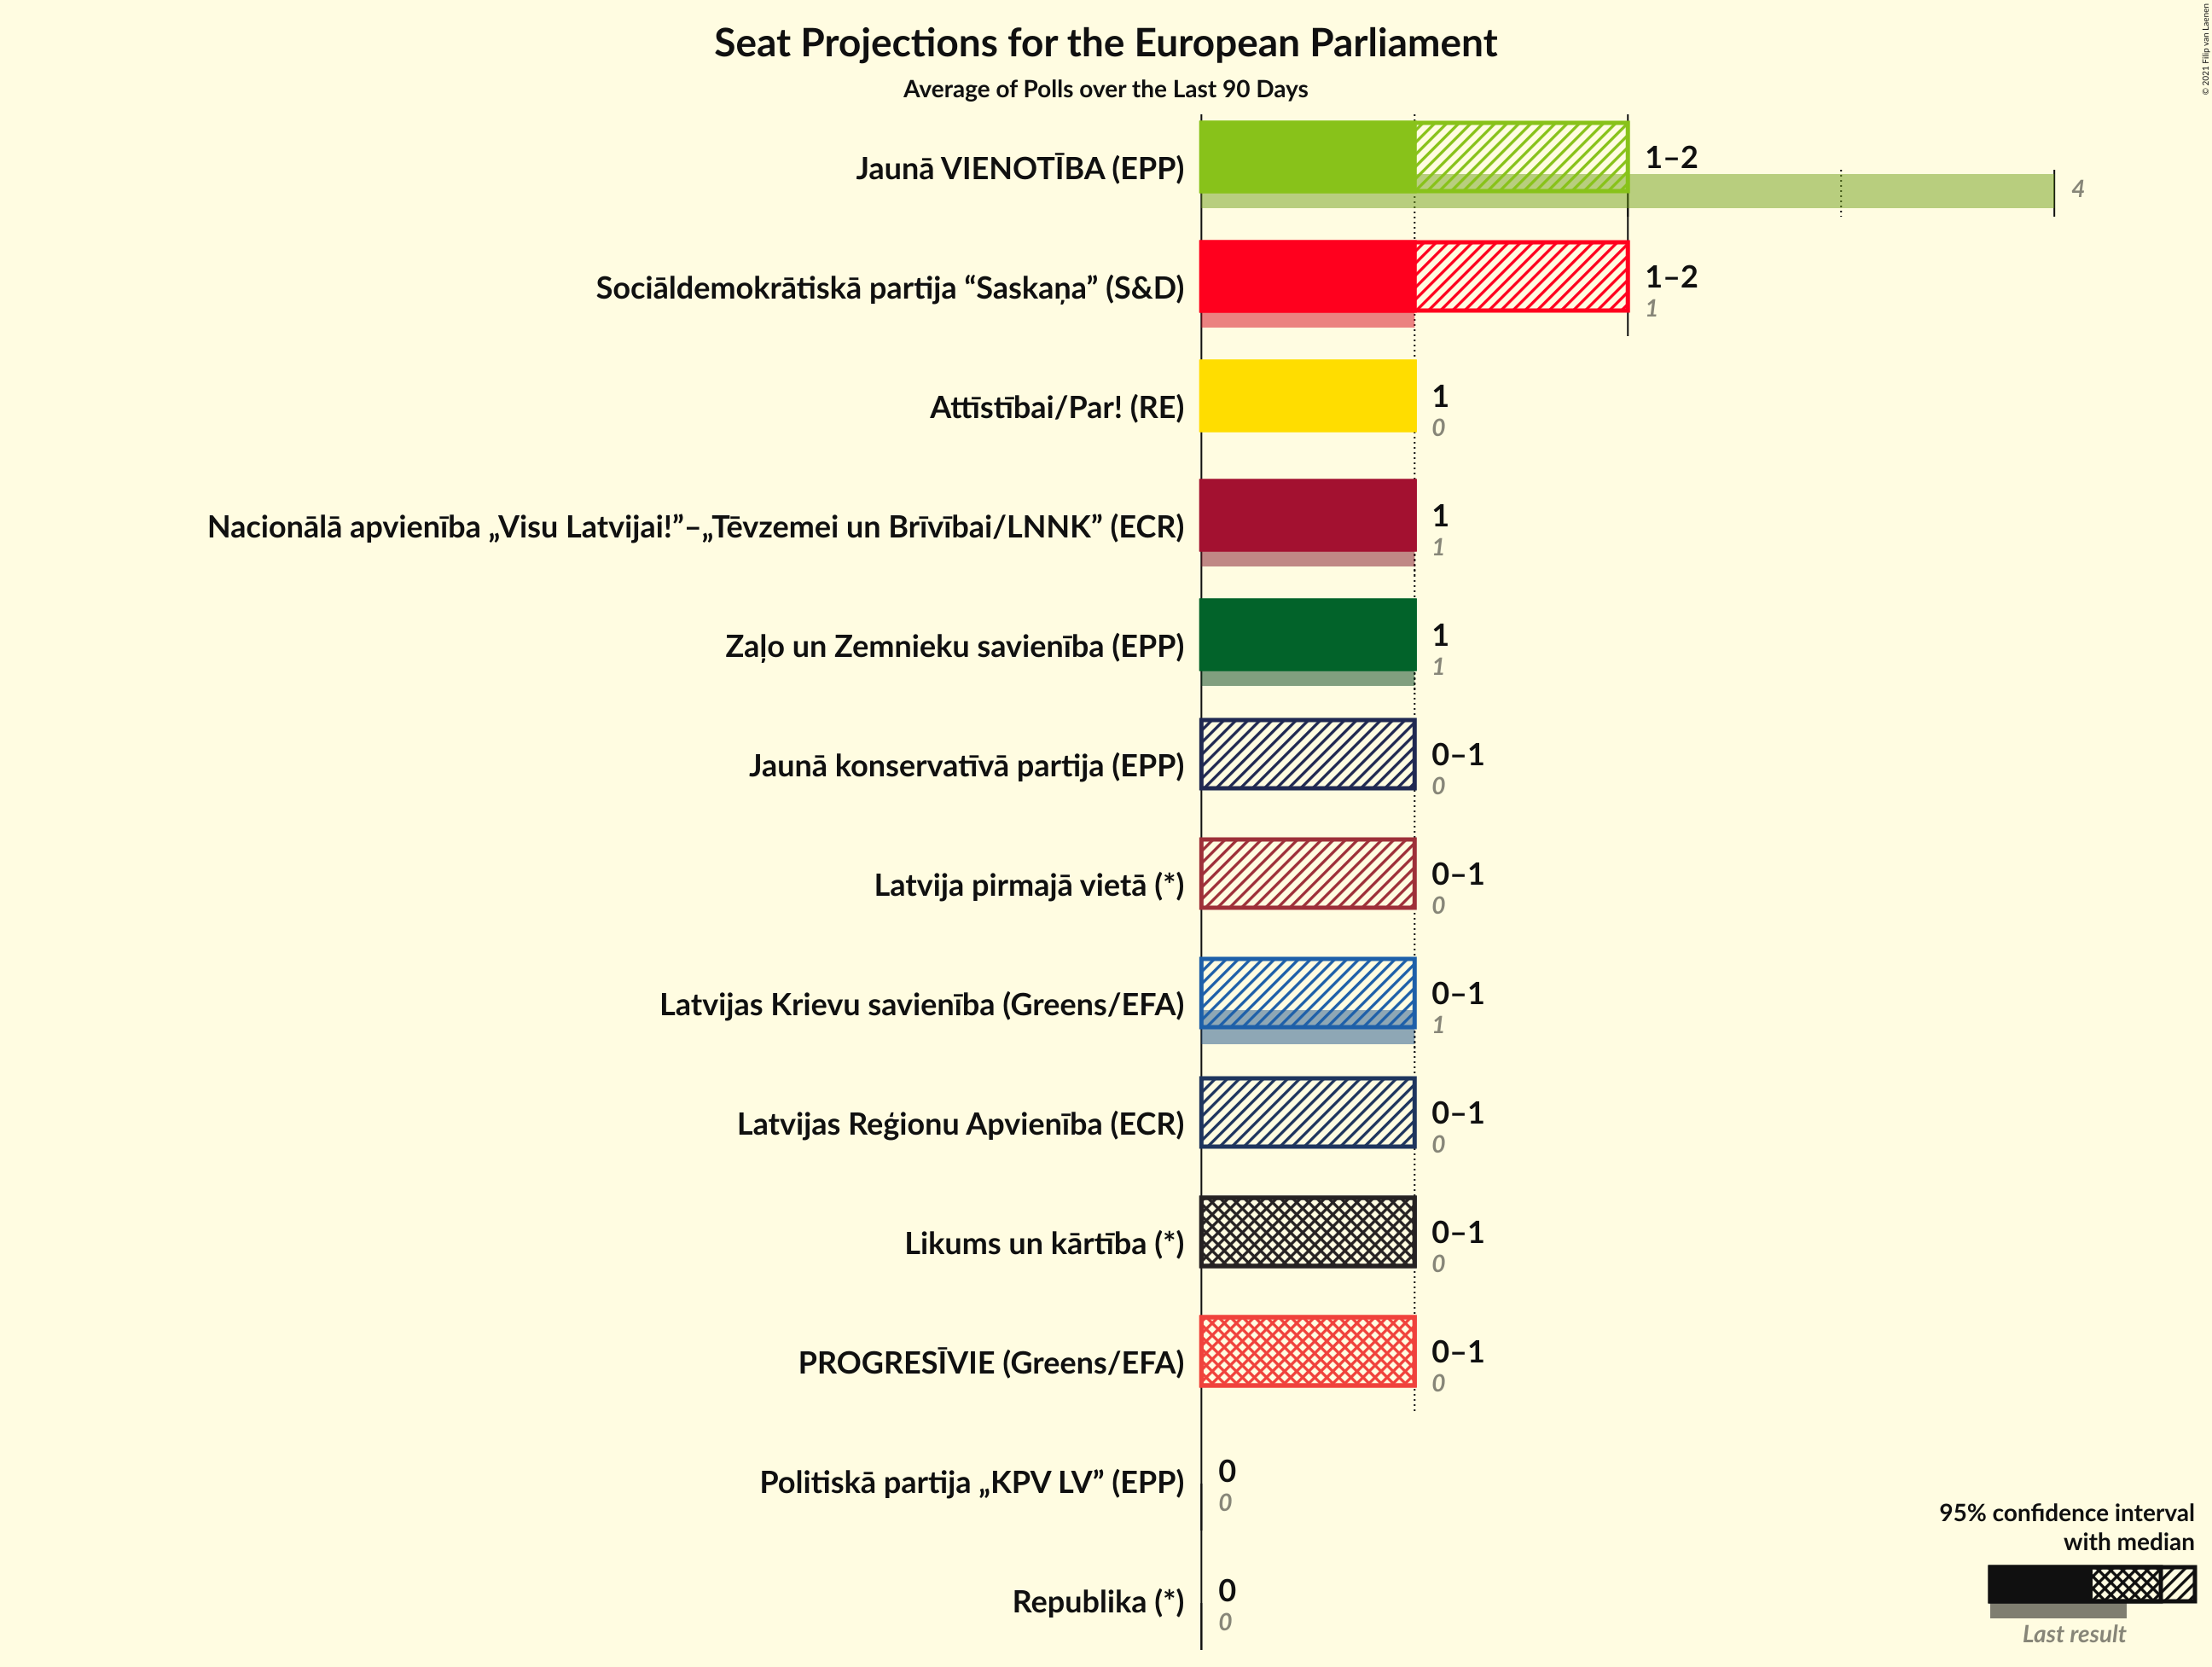 Seat Projections for the European Parliament
Average of Polls over the Last 90 Days
© 2021 Filip van Laenen
Jaunā VIENOTĪBA (EPP)
1–2
4
Sociāldemokrātiskā partija “Saskaņa” (S&D)
1–2
1
Attīstībai/Par! (RE)
1
0
Nacionālā apvienība „Visu Latvijai!”–„Tēvzemei un Brīvībai/LNNK” (ECR)
1
1
Zaļo un Zemnieku savienība (EPP)
1
1
Jaunā konservatīvā partija (EPP)
0–1
0
Latvija pirmajā vietā (*)
0–1
0
Latvijas Krievu savienība (Greens/EFA)
0–1
1
Latvijas Reģionu Apvienība (ECR)
0–1
0
Likums un kārtība (*)
0–1
0
PROGRESĪVIE (Greens/EFA)
0–1
0
Politiskā partija „KPV LV” (EPP)
0
0
Republika (*)
0
0
95% confidence interval
with median
Last result